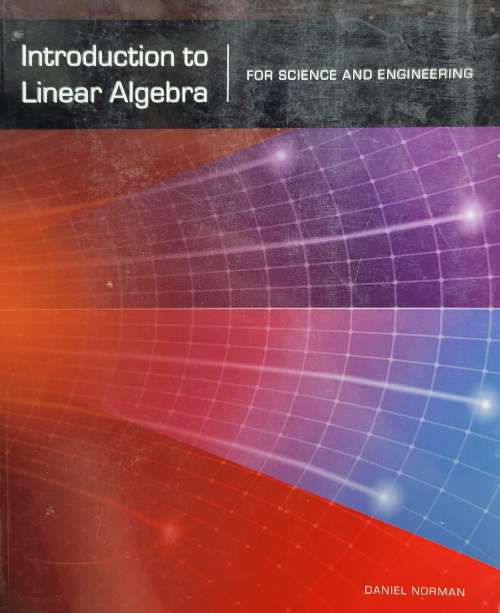 Introduction to
Linear Algebra
FOR SCIENCE AND ENGINEERING
DANIEL NORMAN